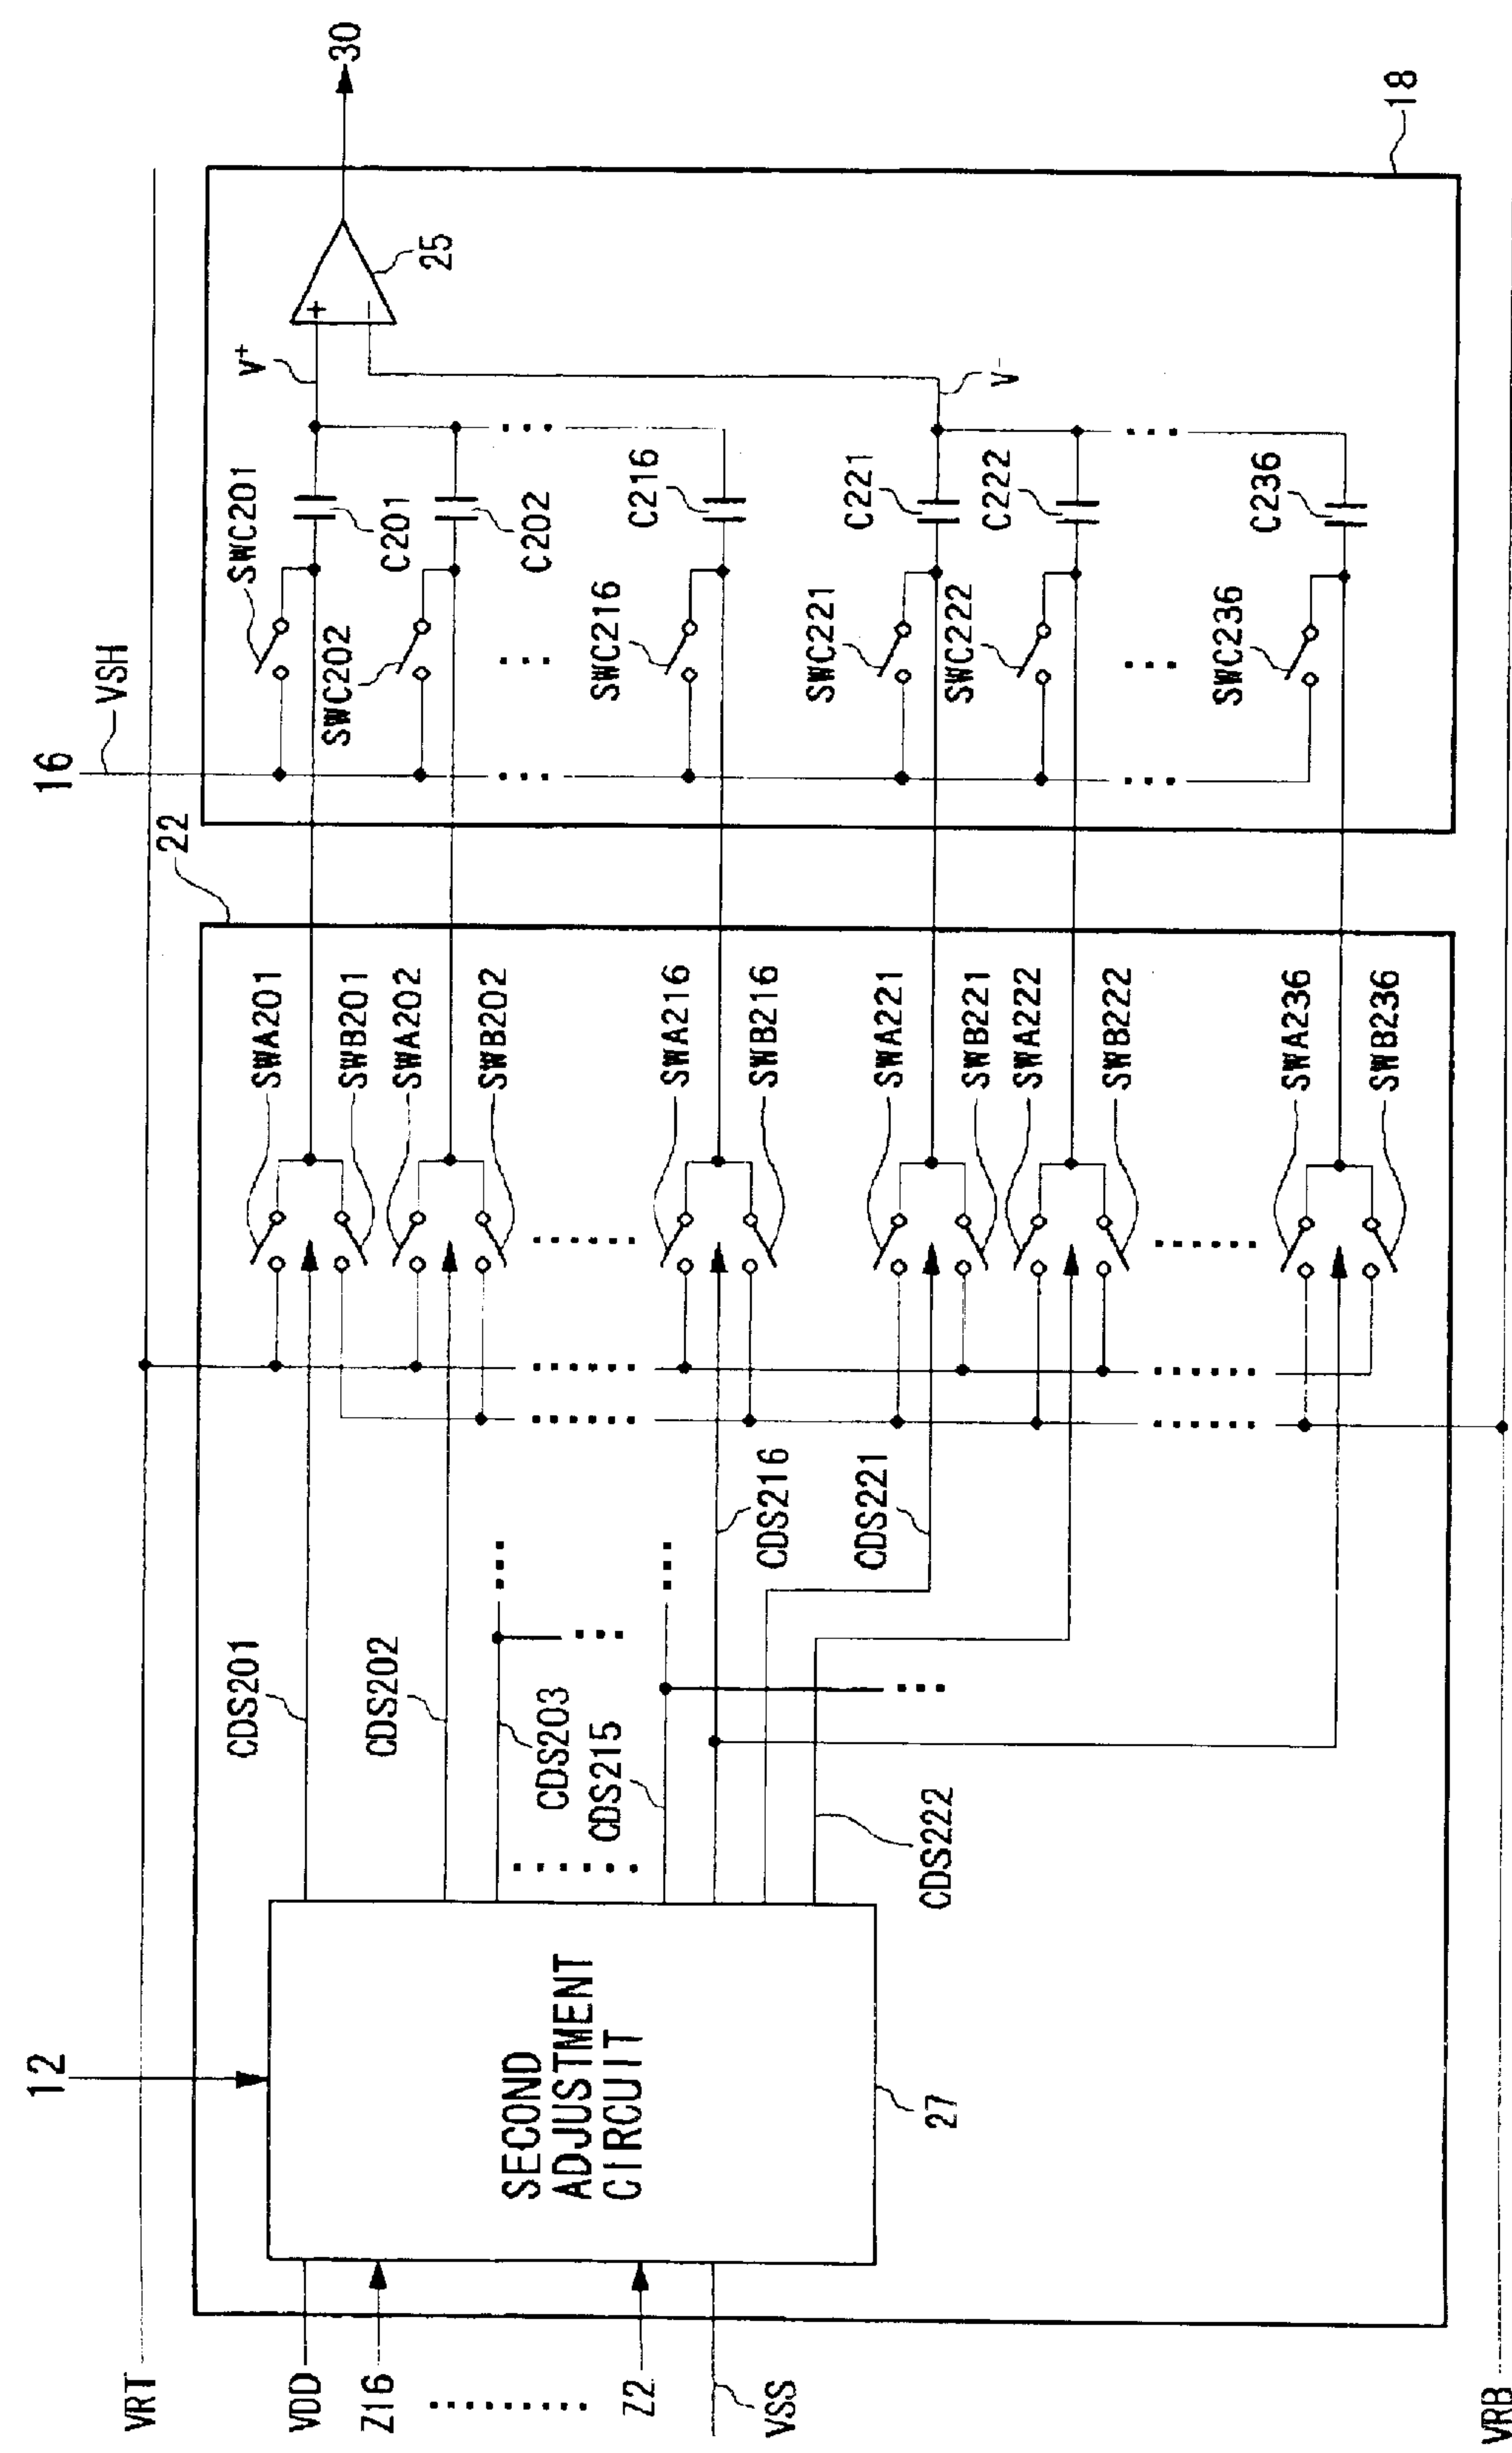 16
VSH
30
12
VRT
22
18
SWC201
C201
SWC202
C202
SWC216
C216
SWC221
C221
SWC222
C222
SWC236
C236
V+
V-
+
-
25
SWA201
SWB201
SWA202
SWB202
SWA216
SWB216
SWA221
SWB221
SWA222
SWB222
SWA236
SWB236
CDS201
CDS202
CDS203
CDS215
CDS216
CDS221
CDS222
SECOND
ADJUSTMENT
CIRCUIT
27
VDD
Z16
Z2
VSS
VRB